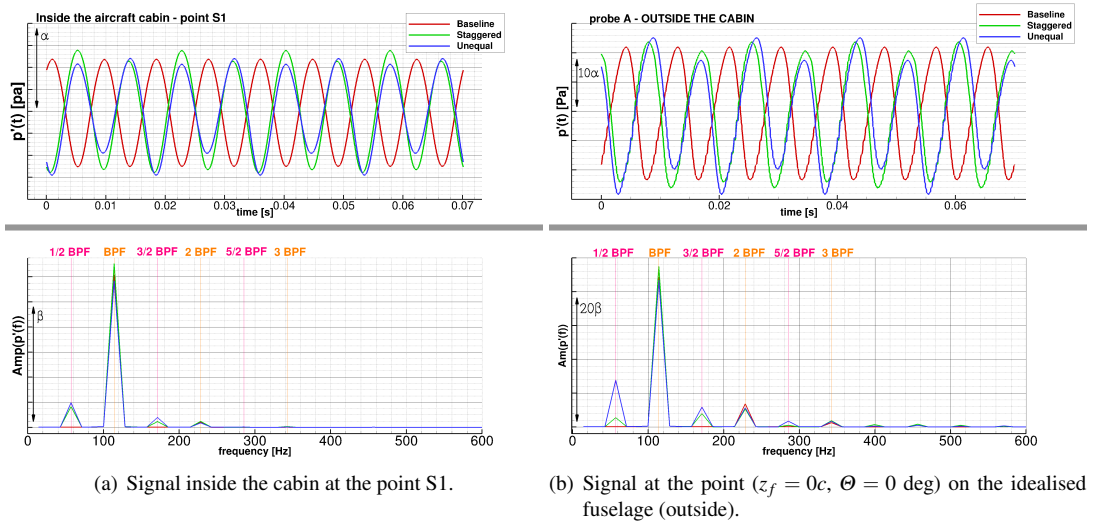 Inside the aircraft cabin - point S1
Baseline
Staggered
Unequal
α
p'(t) [pa]
0 0.01 0.02 0.03 0.04 0.05 0.06 0.07
time [s]
probe A - OUTSIDE THE CABIN
Baseline
Staggered
Unequal
10α
p'(t) [Pa]
0 0.02 0.04 0.06
time [s]
1/2 BPF BPF 3/2 BPF 2 BPF 5/2 BPF 3 BPF
β
Amp(p'(f))
0 100 200 300 400 500 600
frequency [Hz]
1/2 BPF BPF 3/2 BPF 2 BPF 5/2 BPF 3 BPF
20β
Am(p'(f))
0 100 200 300 400 500 600
frequency [Hz]
(a) Signal inside the cabin at the point S1.
(b) Signal at the point (z_f = 0c, Θ = 0 deg) on the idealised
fuselage (outside).